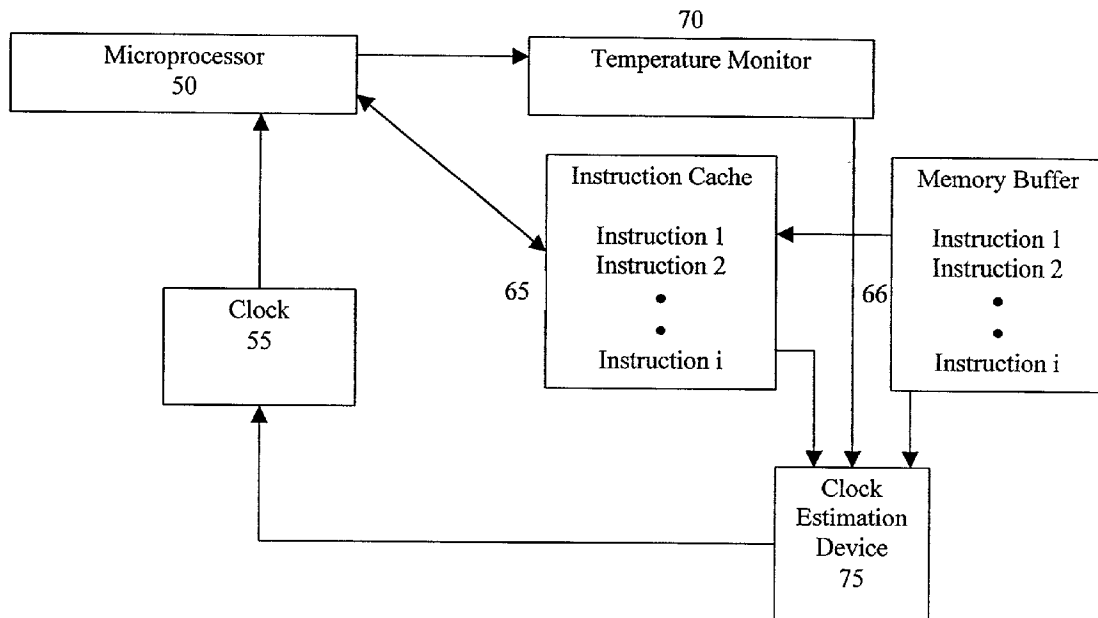 70
Microprocessor
50
Temperature Monitor
Instruction Cache
Instruction 1
Instruction 2
•
•
Instruction i
65
Memory Buffer
Instruction 1
Instruction 2
•
•
Instruction i
66
Clock
55
Clock
Estimation
Device
75